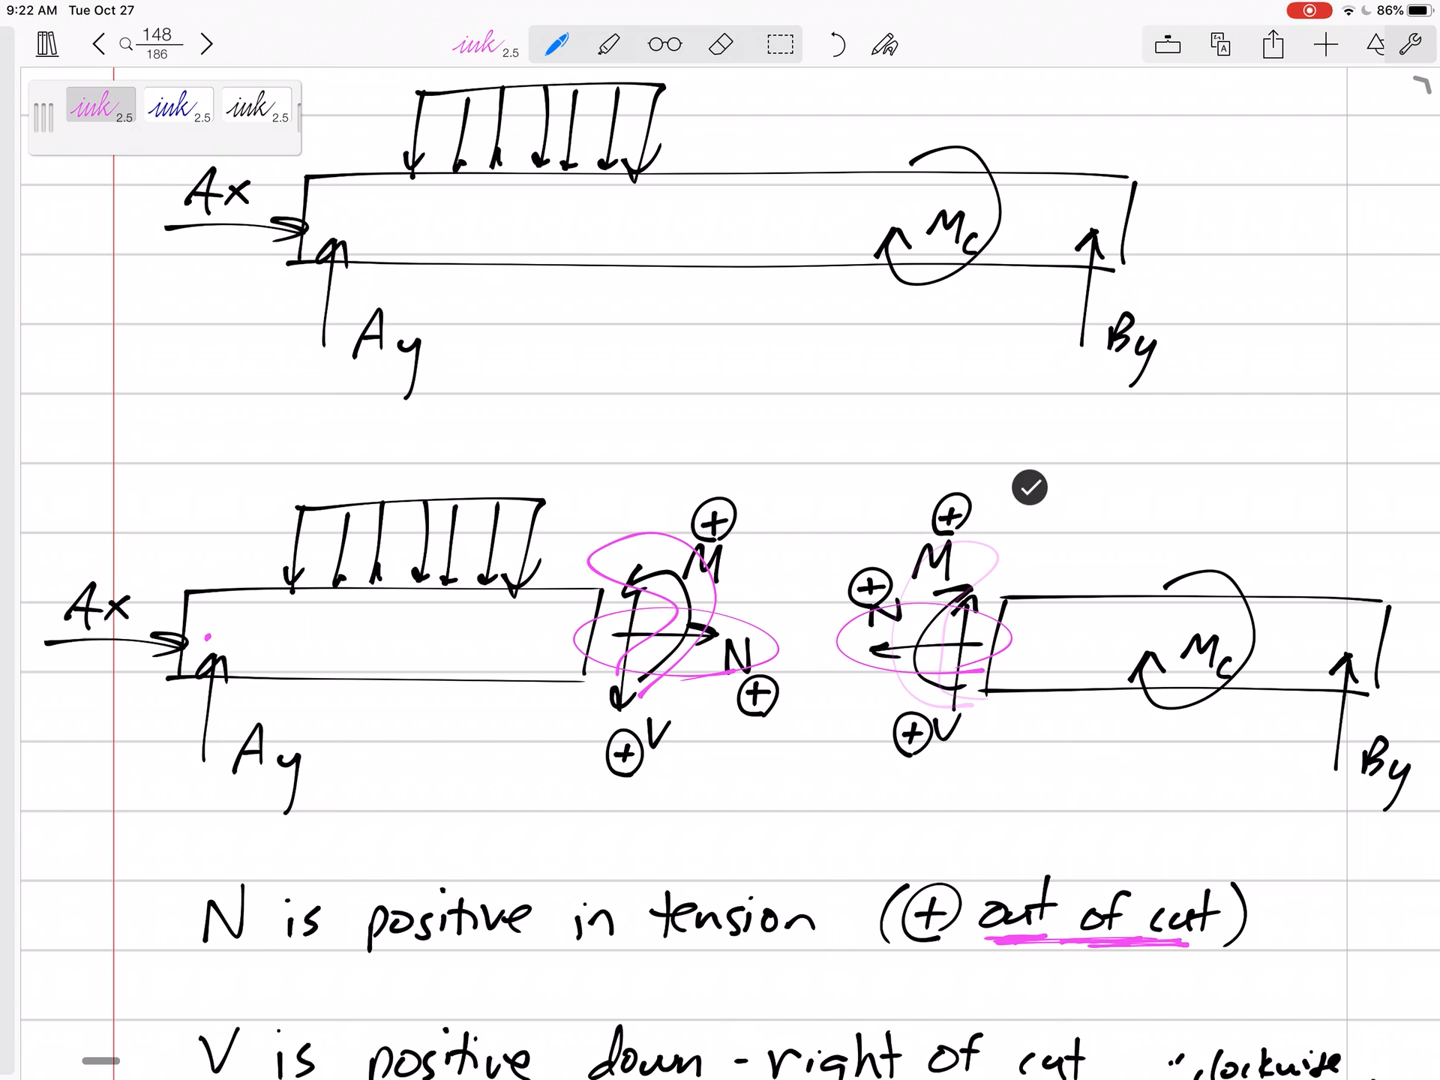 9:22 AM Tue Oct 27
86%
148
186
ink 2.5
ink 2.5 ink 2.5 ink 2.5
Ax
Mc
Ay
By
+ +
M M
Ax
+ N
Mc
N
+
+ V
+ V
Ay
By
N is positive in tension (+ out of cut)
V is positive down - right of cut "clockwise